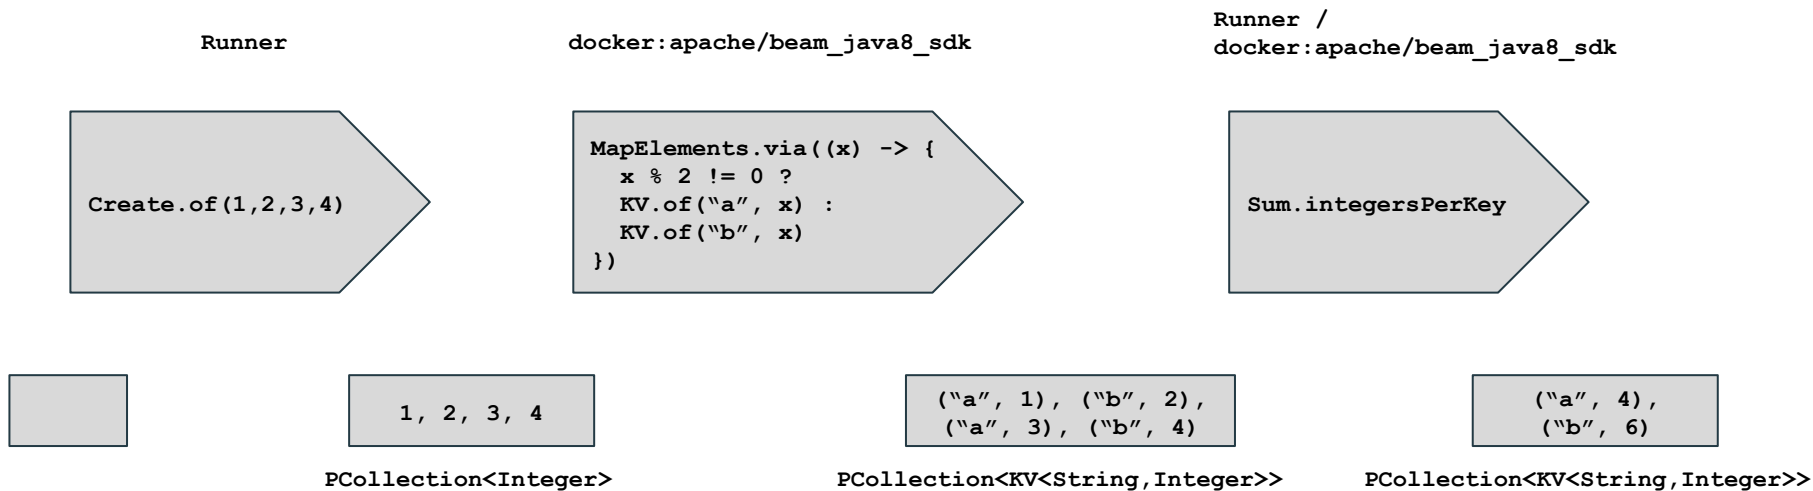 Runner
docker:apache/beam_java8_sdk
Runner /
docker:apache/beam_java8_sdk
Create.of(1,2,3,4)
MapElements.via((x) -> {
x % 2 != 0 ?
KV.of(“a”, x) :
KV.of(“b”, x)
})
Sum.integersPerKey
1, 2, 3, 4
(“a”, 1), (“b”, 2),
(“a”, 3), (“b”, 4)
(“a”, 4),
(“b”, 6)
PCollection<Integer>
PCollection<KV<String,Integer>>
PCollection<KV<String,Integer>>